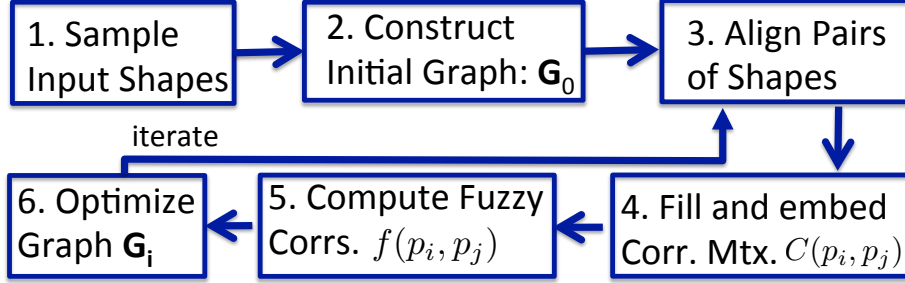 1. Sample
Input Shapes
2. Construct
Initial Graph: G₀
3. Align Pairs
of Shapes
iterate
4. Fill and embed
Corr. Mtx. C(pᵢ, pⱼ)
5. Compute Fuzzy
Corrs. f(pᵢ, pⱼ)
6. Optimize
Graph Gᵢ